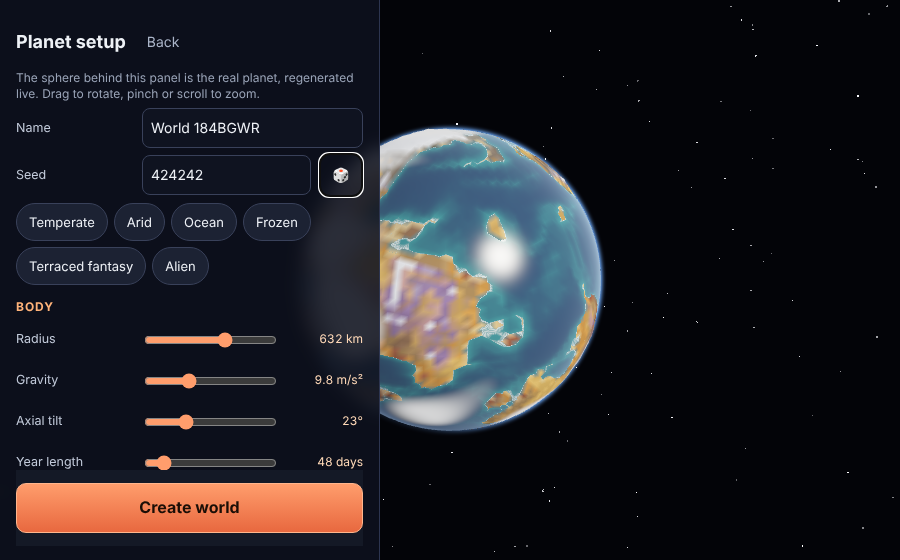 Planet setup Back
The sphere behind this panel is the real planet, regenerated
live. Drag to rotate, pinch or scroll to zoom.
Name World 184BGWR
Seed 424242
Temperate Arid Ocean Frozen
Terraced fantasy Alien
BODY
Radius 632 km
Gravity 9.8 m/s²
Axial tilt 23°
Year length 48 days
Create world